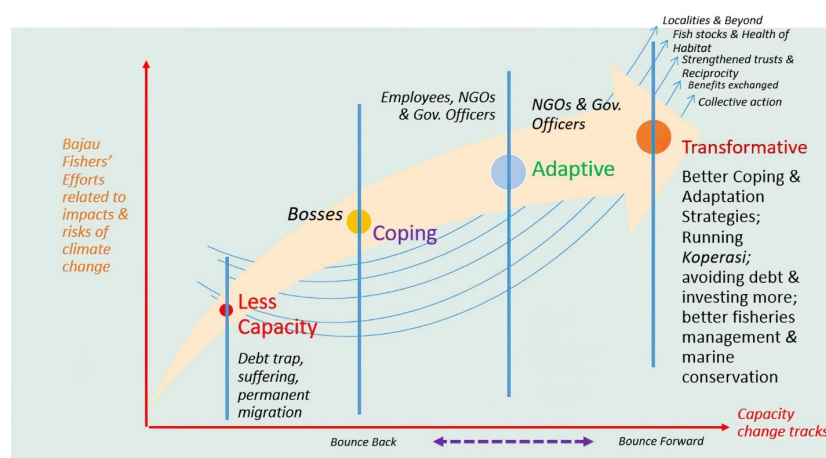 Localities & Beyond
Fish stocks & Health of
Habitat
Strengthened trusts &
Reciprocity
Benefits exchanged
Collective action
Employees, NGOs
& Gov. Officers
NGOs & Gov.
Officers
Bajau
Fishers'
Efforts
related to
impacts &
risks of
climate
change
Transformative
Adaptive
Better Coping &
Adaptation
Strategies;
Running
Koperasi;
avoiding debt &
investing more;
better fisheries
management &
marine
conservation
Bosses
Coping
Less
Capacity
Debt trap,
suffering,
permanent
migration
Capacity
change tracks
Bounce Back
Bounce Forward